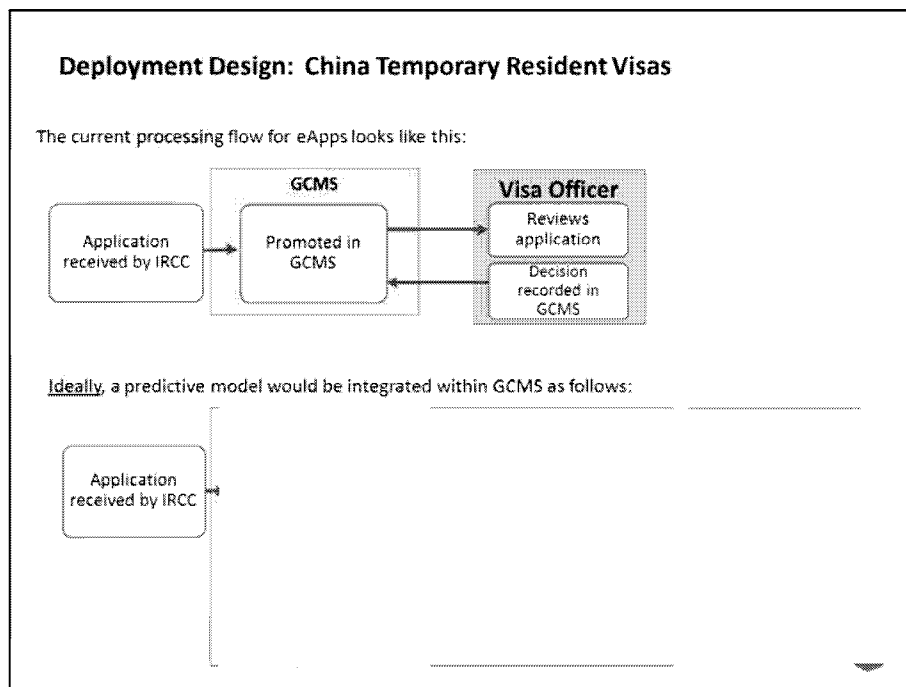 Deployment Design: China Temporary Resident Visas
The current processing flow for eApps looks like this:
GCMS
Visa Officer
Application
received by IRCC
Promoted in
GCMS
Reviews
application
Decision
recorded in
GCMS
Ideally, a predictive model would be integrated within GCMS as follows:
Application
received by IRCC